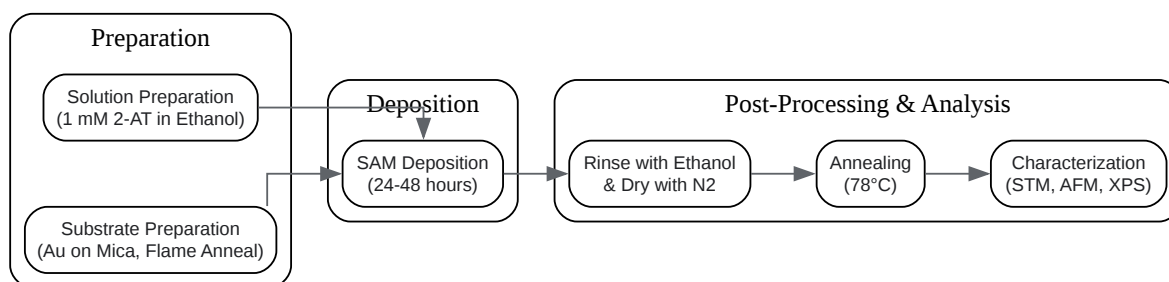 Preparation
Solution Preparation
(1 mM 2-AT in Ethanol)
Substrate Preparation
(Au on Mica, Flame Anneal)
Deposition
SAM Deposition
(24-48 hours)
Post-Processing & Analysis
Rinse with Ethanol
& Dry with N2
Annealing
(78°C)
Characterization
(STM, AFM, XPS)